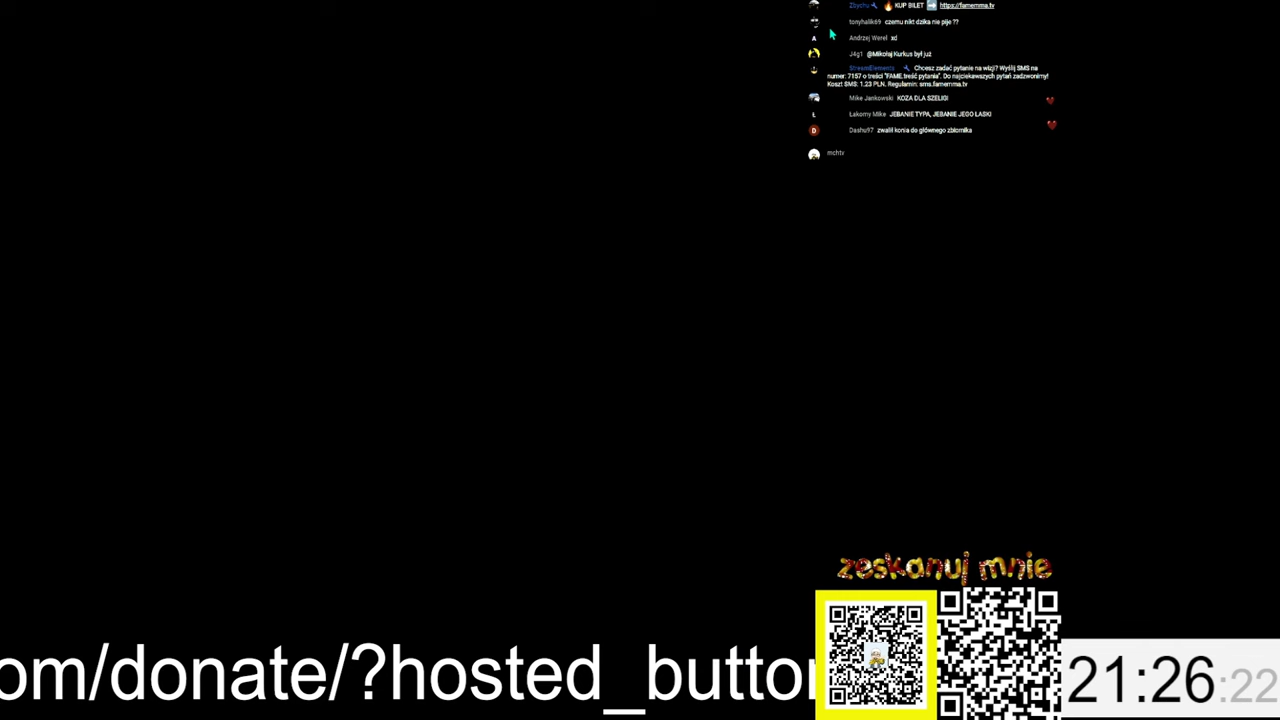 Zbychu 🔥 KUP BILET ➡️ https://famemma.tv
tonyhalik69 czemu nikt dzika nie pije ??
A Andrzej Werel xd
J4g1 @Mikołaj Kurkus był już
StreamElements Chcesz zadać pytanie na wizji? Wyślij SMS na
numer: 7157 o treści "FAME.treść pytania". Do najciekawszych pytań zadzwonimy!
Koszt SMS: 1.23 PLN. Regulamin: sms.famemma.tv
Mike Jankowski KOZA DLA SZELIGI
Ł Łakomy Mike JEBANIE TYPA, JEBANIE JEGO LASKI
D Dashu97 zwalił konia do głównego zbiornika
mchtv
zeskanuj mnie
om/donate/?hosted_button
21:26:22